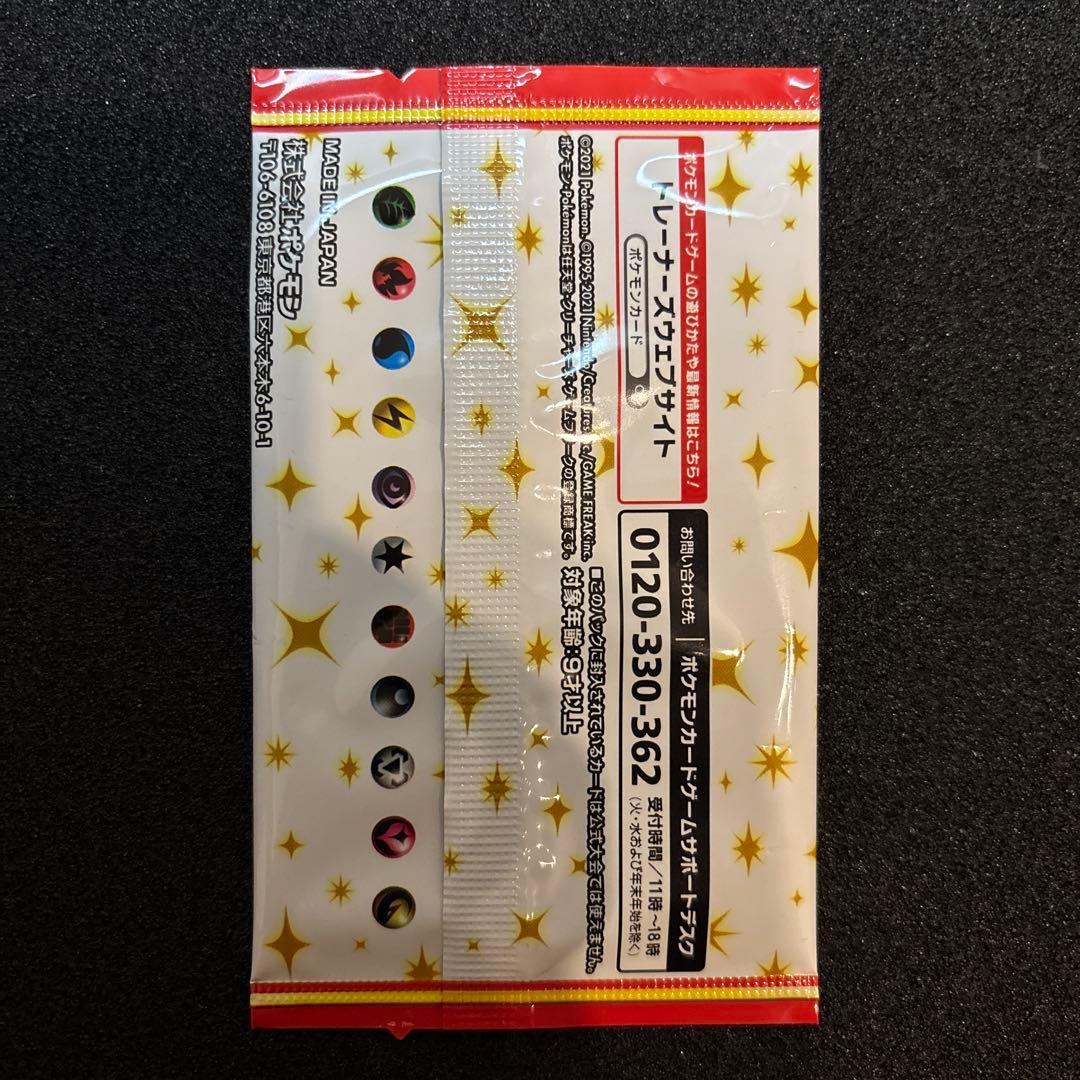 ポケモンカードゲームの遊びかたや最新情報はこちら!
トレーナーズウェブサイト
ポケモンカード
お問い合わせ先 | ポケモンカードゲームサポートデスク
0120-330-362
受付時間/11時～18時
(火・水および年末年始を除く)
■このパックに封入されているカードは公式大会では使えません。
対象年齢:9才以上
©2021 Pokémon. ©1995-2021 Nintendo/Creatures Inc./GAME FREAK inc.
ポケモン・Pokémonは任天堂・クリーチャーズ・ゲームフリークの登録商標です。
MADE IN JAPAN
株式会社ポケモン
〒106-6108 東京都港区六本木6-10-1